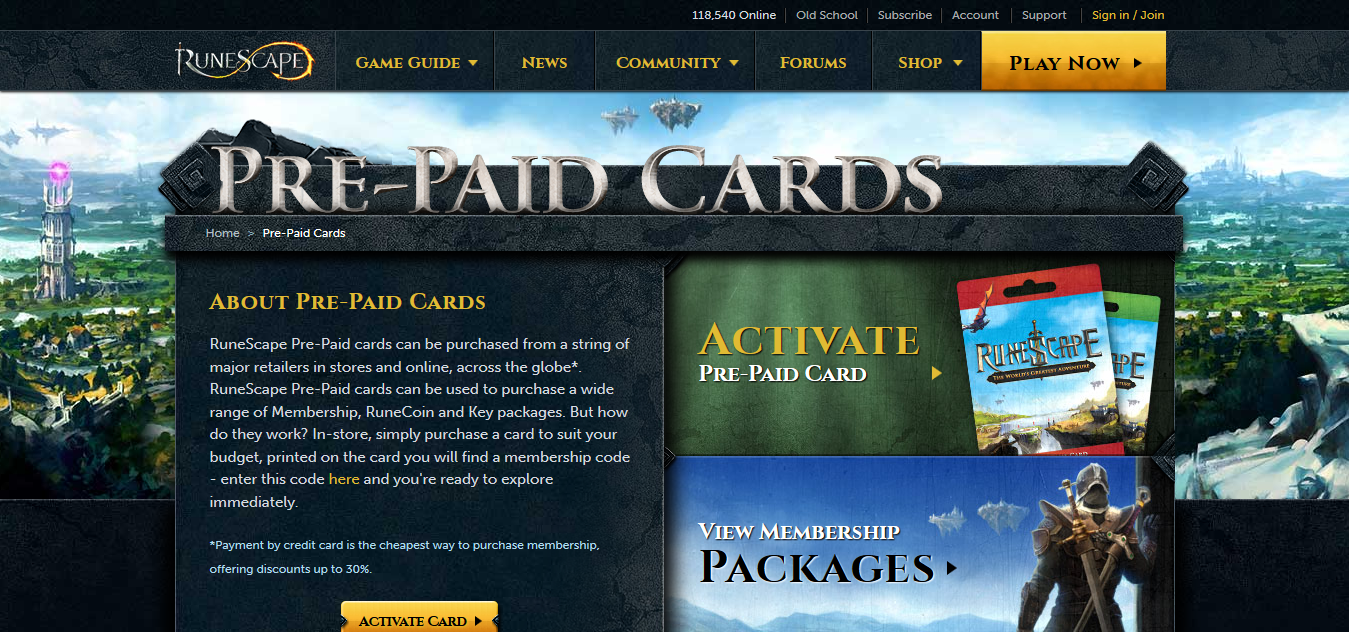 118,540 Online Old School Subscribe Account Support Sign in / Join
RuneScape Game Guide News Community Forums Shop Play Now
Pre-Paid Cards
Home > Pre-Paid Cards
About Pre-Paid Cards
RuneScape Pre-Paid cards can be purchased from a string of
major retailers in stores and online, across the globe*.
RuneScape Pre-Paid cards can be used to purchase a wide
range of Membership, RuneCoin and Key packages. But how
do they work? In-store, simply purchase a card to suit your
budget, printed on the card you will find a membership code
- enter this code here and you're ready to explore
immediately.
*Payment by credit card is the cheapest way to purchase membership,
offering discounts up to 30%.
Activate Card
Activate
Pre-Paid Card
RuneScape
The World's Greatest Adventure
View Membership
Packages